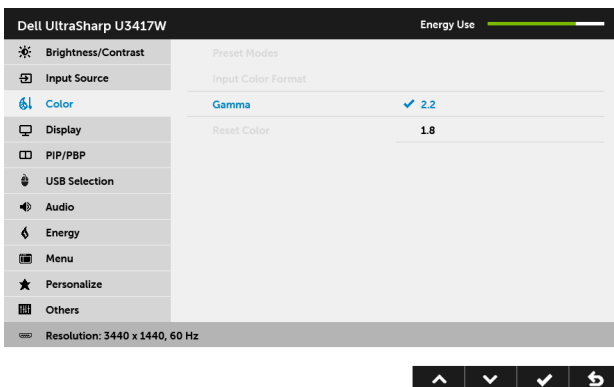 Dell UltraSharp U3417W
Energy Use
Brightness/Contrast
Preset Modes
Input Source
Input Color Format
Color
Gamma
2.2
Display
Reset Color
1.8
PIP/PBP
USB Selection
Audio
Energy
Menu
Personalize
Others
Resolution: 3440 x 1440, 60 Hz